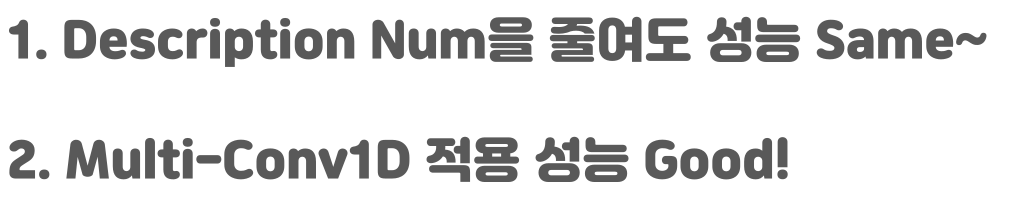 1. Description Num을 줄여도 성능 Same~
2. Multi-Conv1D 적용 성능 Good!